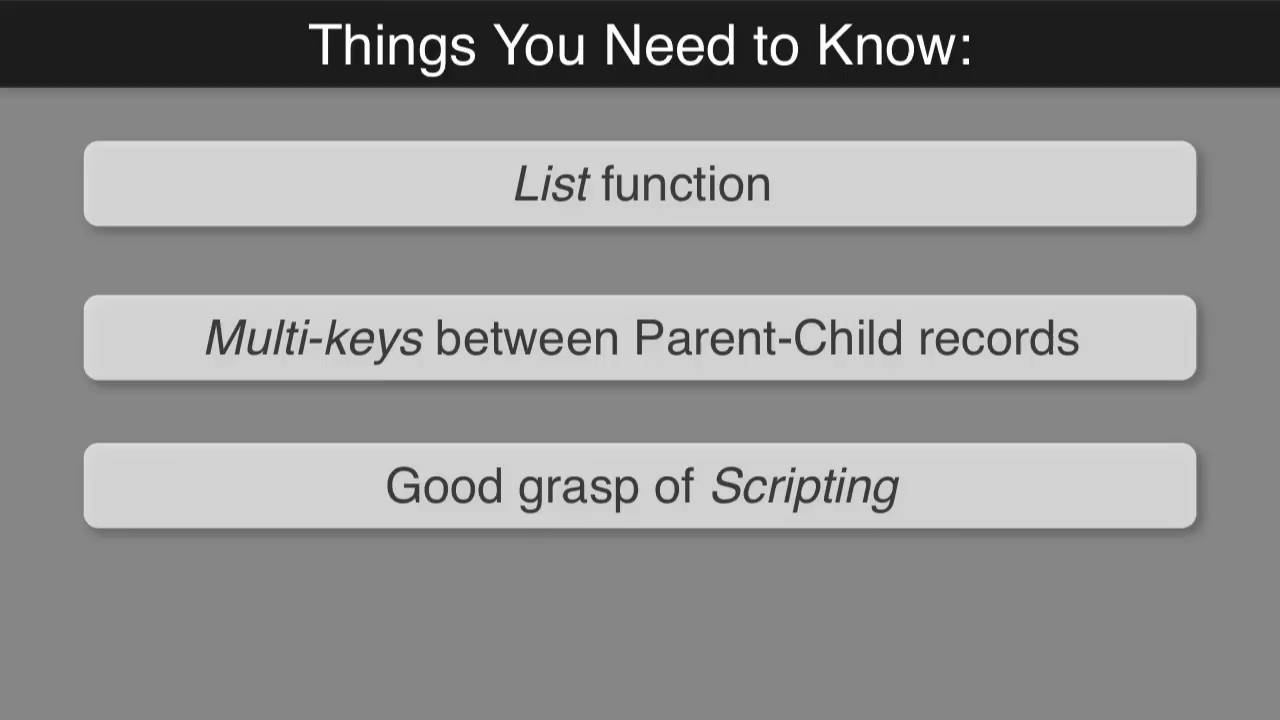 Things You Need to Know:
List function
Multi-keys between Parent-Child records
Good grasp of Scripting